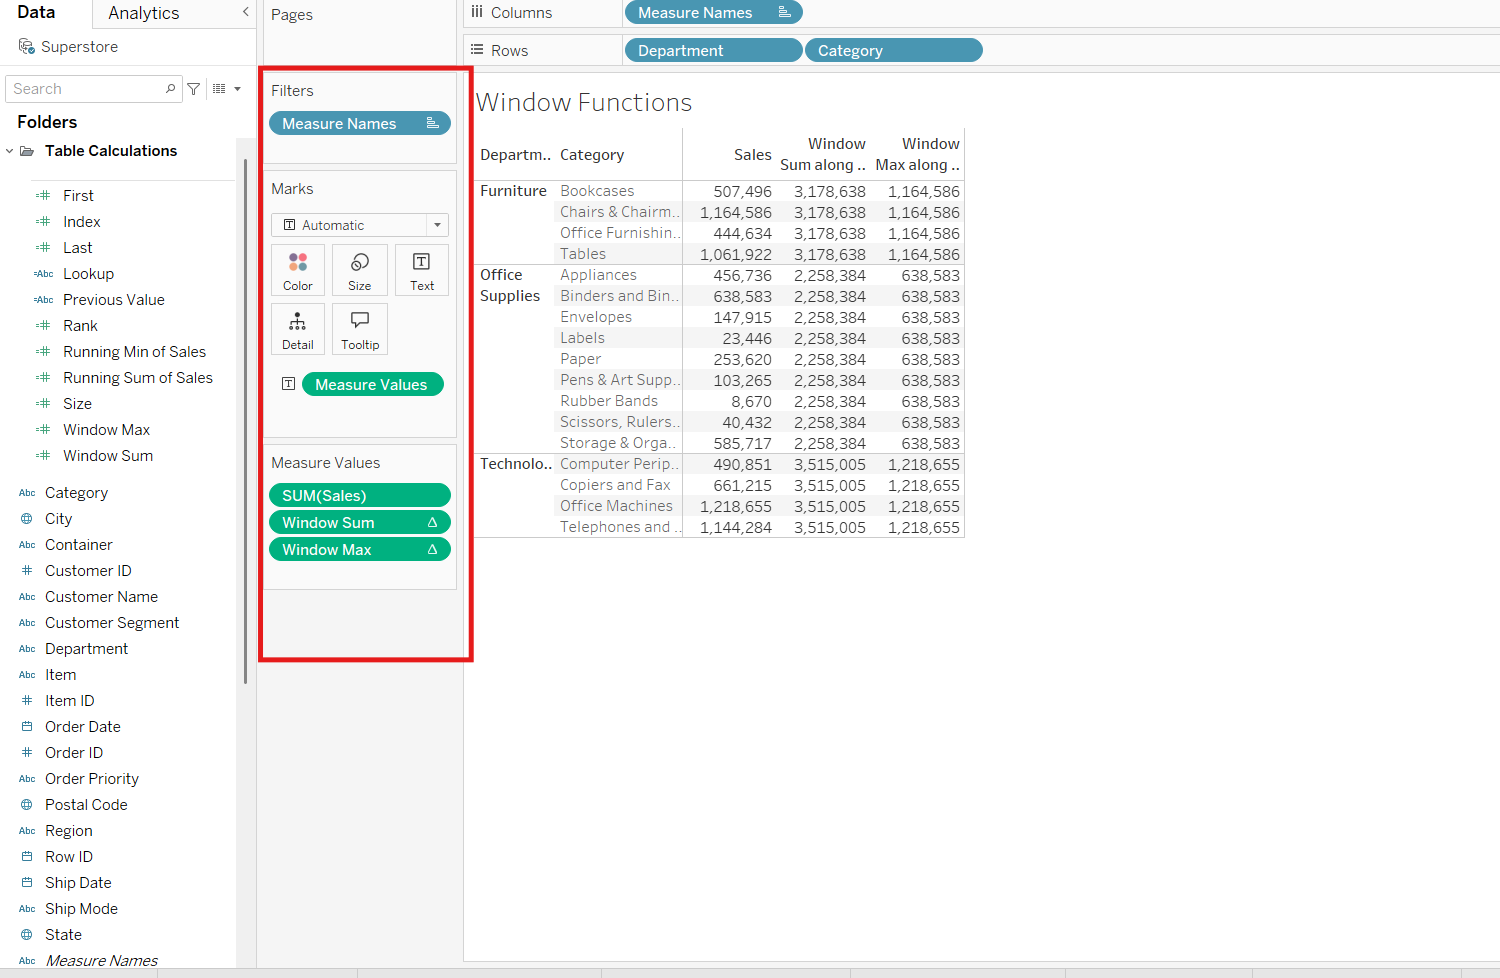 Data
Analytics
Superstore
Search
Folders
Table Calculations
First
Index
Last
Abc Lookup
Abc Previous Value
Rank
Running Min of Sales
Running Sum of Sales
Size
Window Max
Window Sum
Abc Category
City
Abc Container
Customer ID
Abc Customer Name
Abc Customer Segment
Abc Department
Abc Item
Item ID
Order Date
Order ID
Abc Order Priority
Postal Code
Abc Region
Row ID
Ship Date
Abc Ship Mode
State
Abc Measure Names
Pages
Filters
Measure Names
Marks
T Automatic
Color Size Text
Detail Tooltip
T Measure Values
Measure Values
SUM(Sales)
Window Sum Δ
Window Max Δ
Columns Measure Names
Rows Department Category
Window Functions
Departm.. Category Sales Window Sum along .. Window Max along ..
Furniture Bookcases 507,496 3,178,638 1,164,586
Chairs & Chairm.. 1,164,586 3,178,638 1,164,586
Office Furnishin.. 444,634 3,178,638 1,164,586
Tables 1,061,922 3,178,638 1,164,586
Office Appliances 456,736 2,258,384 638,583
Supplies Binders and Bin.. 638,583 2,258,384 638,583
Envelopes 147,915 2,258,384 638,583
Labels 23,446 2,258,384 638,583
Paper 253,620 2,258,384 638,583
Pens & Art Supp.. 103,265 2,258,384 638,583
Rubber Bands 8,670 2,258,384 638,583
Scissors, Rulers.. 40,432 2,258,384 638,583
Storage & Orga.. 585,717 2,258,384 638,583
Technolo.. Computer Perip.. 490,851 3,515,005 1,218,655
Copiers and Fax 661,215 3,515,005 1,218,655
Office Machines 1,218,655 3,515,005 1,218,655
Telephones and .. 1,144,284 3,515,005 1,218,655